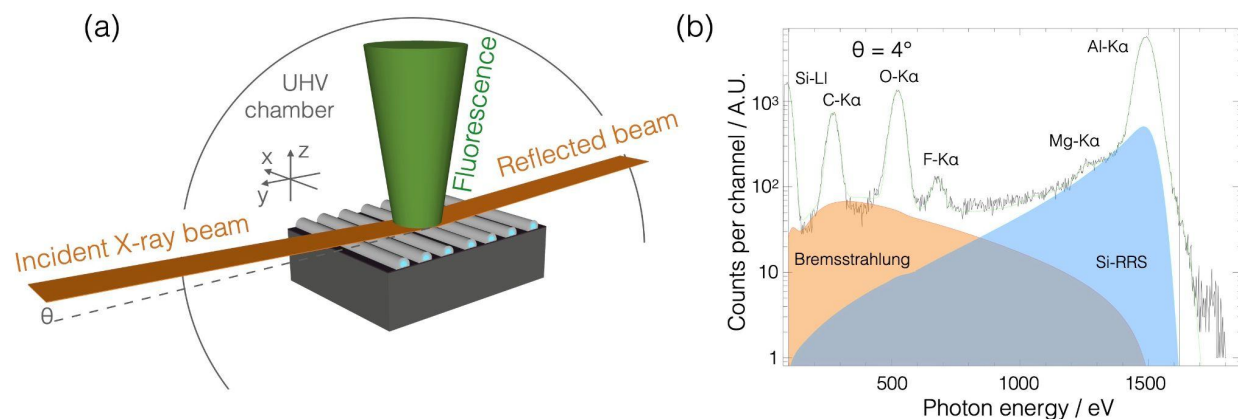 (a)
UHV
chamber
x
z
y
Fluorescence
Reflected beam
Incident X-ray beam
θ
(b)
θ = 4°
Al-Kα
Si-LI
C-Kα
O-Kα
F-Kα
Mg-Kα
Bremsstrahlung
Si-RRS
Counts per channel / A.U.
10³
10²
10
1
500
1000
1500
Photon energy / eV